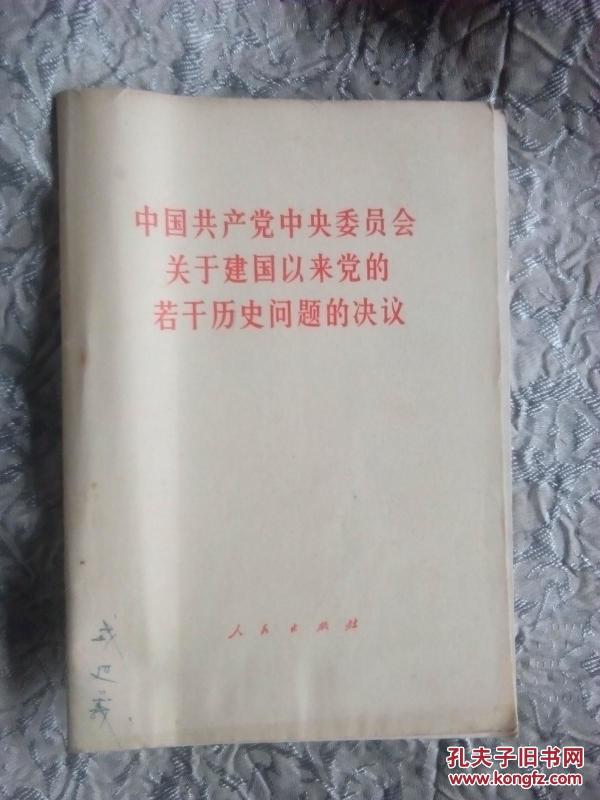 中国共产党中央委员会
关于建国以来党的
若干历史问题的决议
人民出版社
孔夫子旧书网
www.kongfz.com